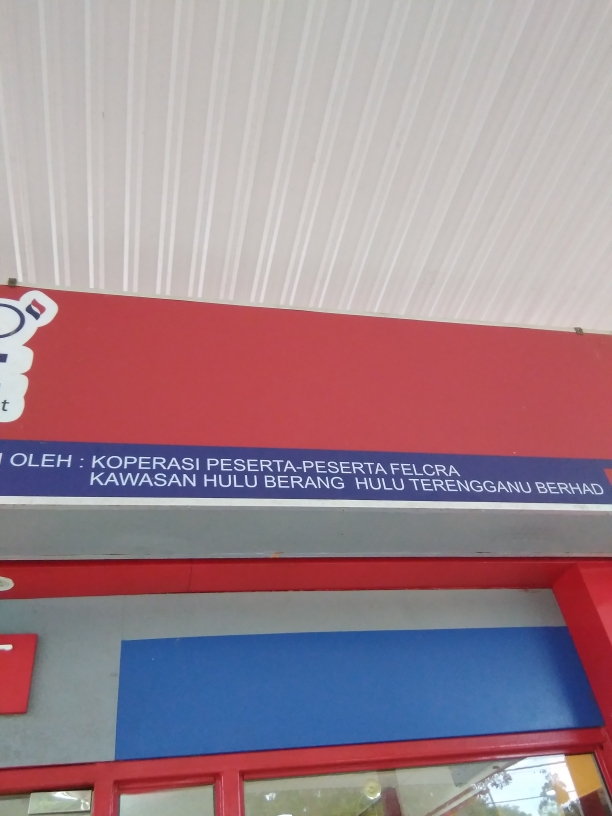 OLEH : KOPERASI PESERTA-PESERTA FELCRA
KAWASAN HULU BERANG HULU TERENGGANU BERHAD